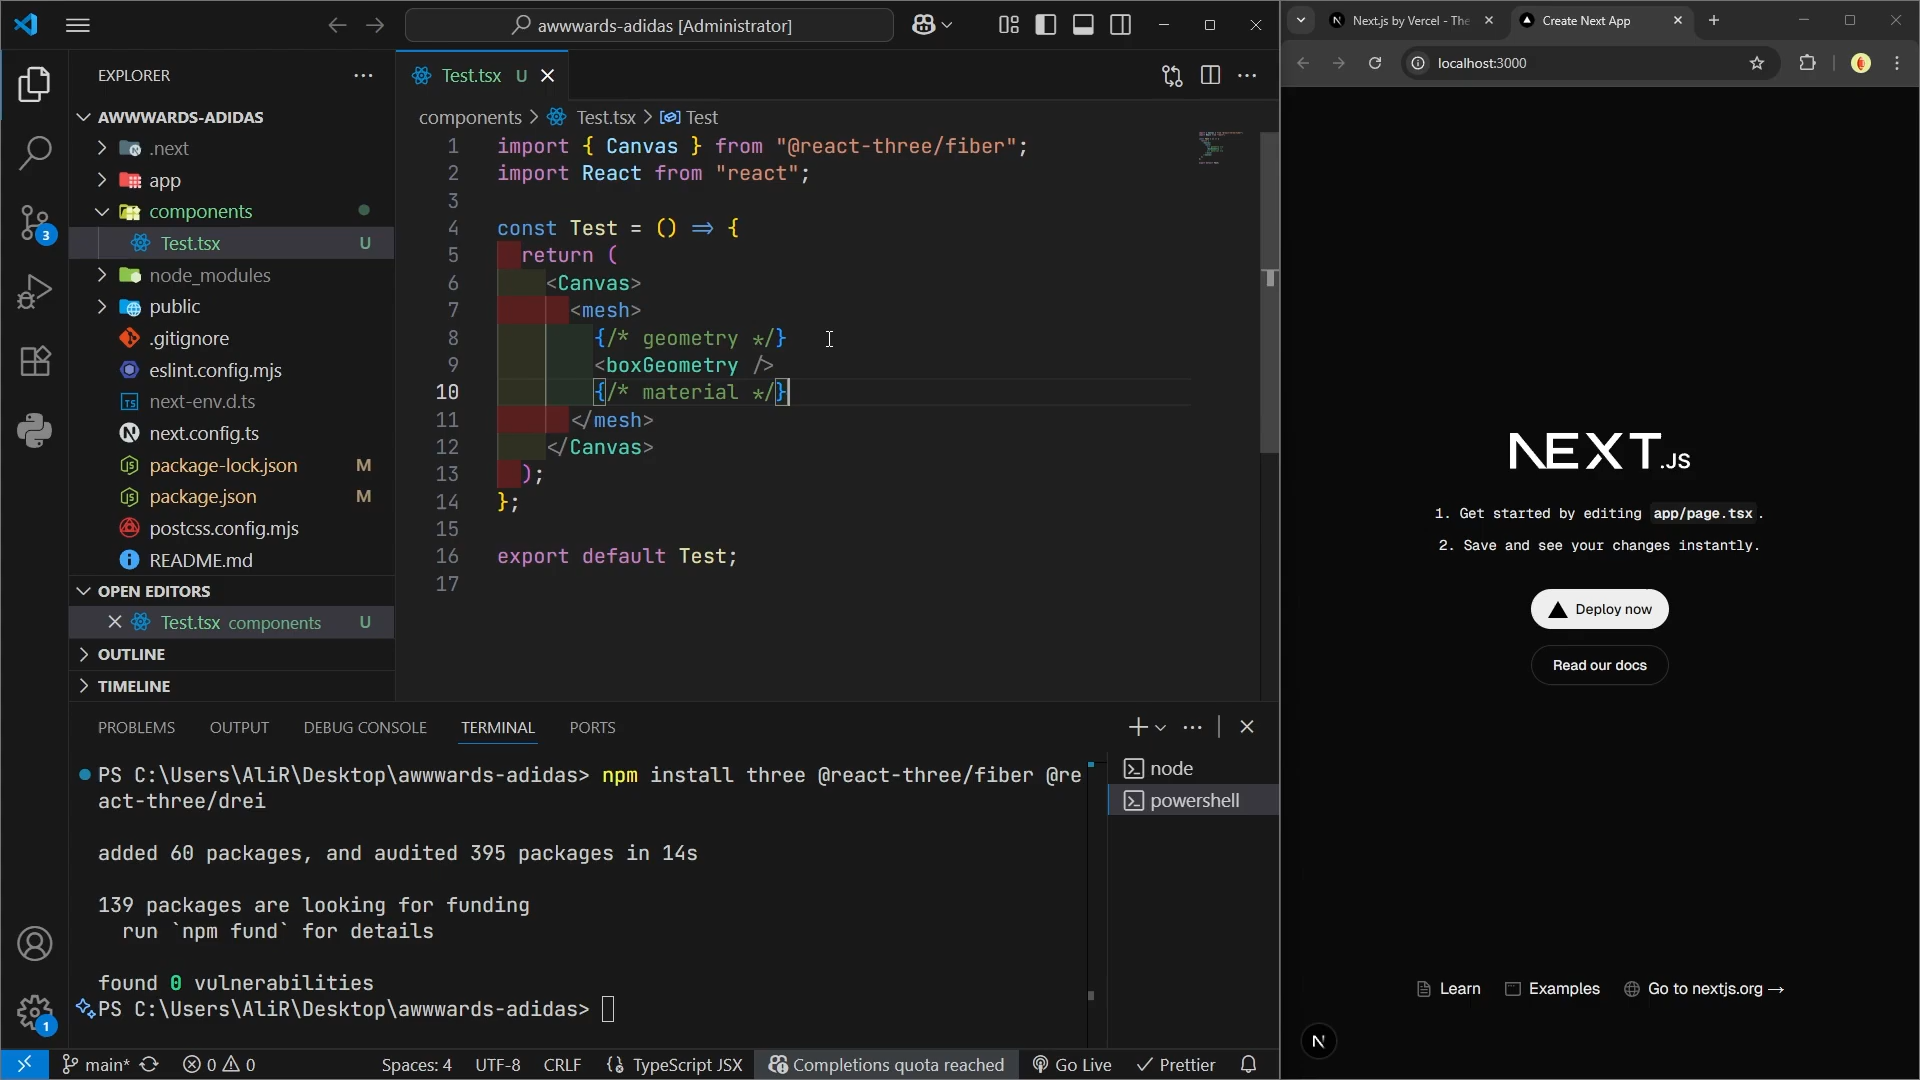 awwwards-adidas [Administrator]
EXPLORER
AWWWARDS-ADIDAS
.next
app
components
Test.tsx U
node_modules
public
.gitignore
eslint.config.mjs
TS next-env.d.ts
next.config.ts
package-lock.json M
package.json M
postcss.config.mjs
README.md
OPEN EDITORS
Test.tsx components U
OUTLINE
TIMELINE
3
1
Test.tsx U
components > Test.tsx > Test
1 import { Canvas } from "@react-three/fiber";
2 import React from "react";
3
4 const Test = () => {
5 return (
6 <Canvas>
7 <mesh>
8 {/* geometry */}
9 <boxGeometry />
10 {/* material */}
11 </mesh>
12 </Canvas>
13 );
14 };
15
16 export default Test;
17
PROBLEMS OUTPUT DEBUG CONSOLE TERMINAL PORTS
PS C:\Users\AliR\Desktop\awwwards-adidas> npm install three @react-three/fiber @re
act-three/drei
added 60 packages, and audited 395 packages in 14s
139 packages are looking for funding
run `npm fund` for details
found 0 vulnerabilities
PS C:\Users\AliR\Desktop\awwwards-adidas>
node
powershell
main* 0 0 Spaces: 4 UTF-8 CRLF {} TypeScript JSX Completions quota reached Go Live Prettier
Next.js by Vercel - The
Create Next App
localhost:3000
NEXT.JS
1. Get started by editing app/page.tsx.
2. Save and see your changes instantly.
Deploy now
Read our docs
Learn Examples Go to nextjs.org →
N